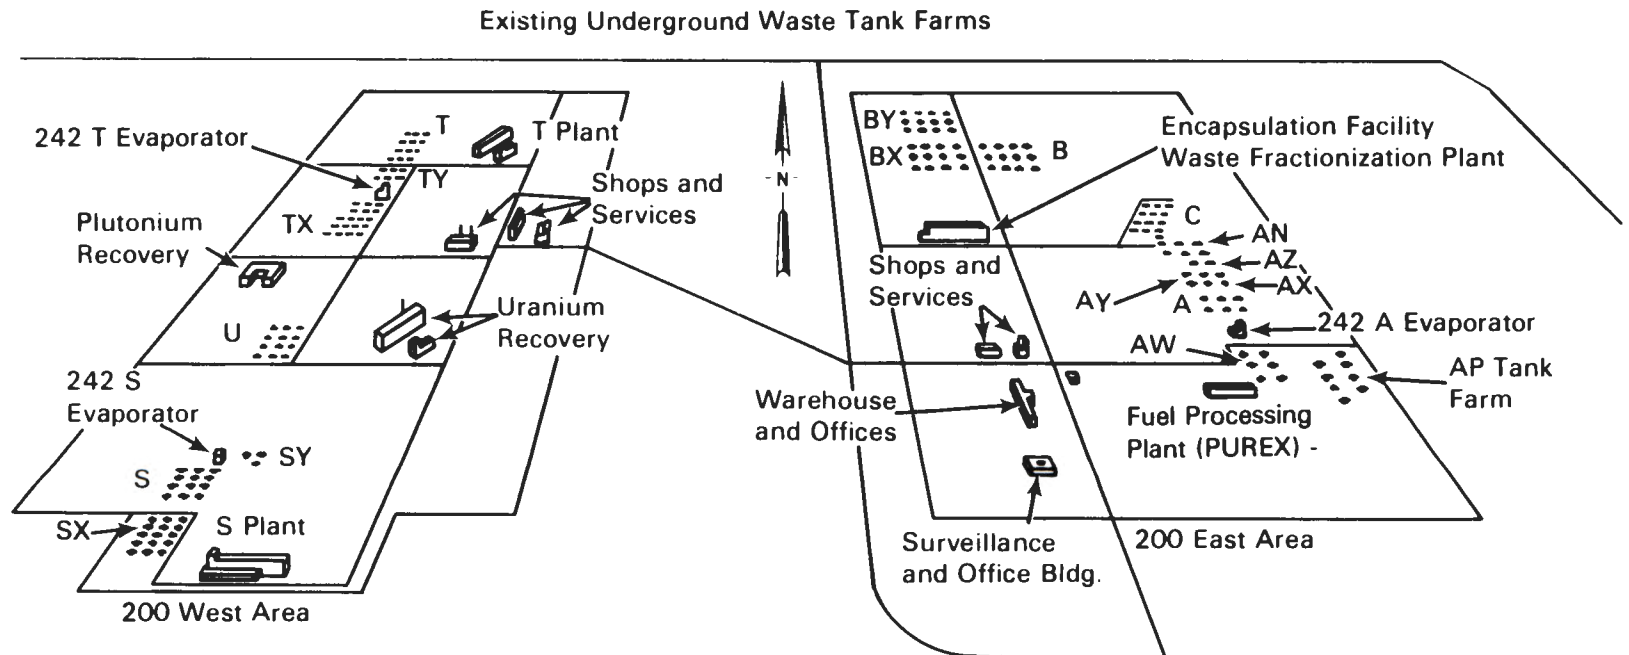 Existing Underground Waste Tank Farms
242 T Evaporator
T
T Plant
TY
TX
Shops and
Services
Plutonium
Recovery
Uranium
Recovery
U
242 S
Evaporator
SY
S
SX
S Plant
200 West Area
-N-
BY
BX
B
Encapsulation Facility
Waste Fractionization Plant
C
AN
AZ
AX
AY
A
Shops and
Services
242 A Evaporator
AW
AP Tank
Farm
Warehouse
and Offices
Fuel Processing
Plant (PUREX) -
Surveillance
and Office Bldg.
200 East Area